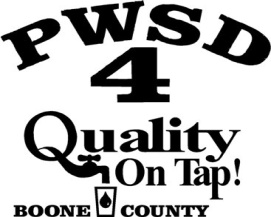 PWSD
4
Quality
On Tap!
BOONE COUNTY